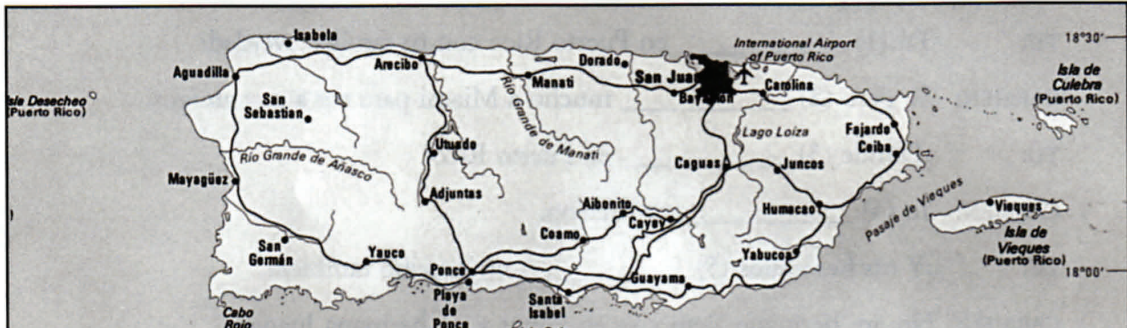 Isabela
International Airport
of Puerto Rico
18°30'
Aguadilla
Arecibo
Dorado
Manatí
San Juan
Bayamón
Carolina
Isla Desecheo
(Puerto Rico)
San
Sebastián
Río Grande de Manatí
Isla de
Culebra
(Puerto Rico)
Lago Loíza
Fajardo
Ceiba
Utuado
Río Grande de Añasco
Caguas
Juncos
Mayagüez
Adjuntas
Aibonito
Cayey
Humacao
Pasaje de Vieques
Vieques
Isla de
Vieques
(Puerto Rico)
Coamo
San
Germán
Yauco
Ponce
Yabucoa
Guayama
18°00'
Playa
de
Ponce
Santa
Isabel
Cabo
Rojo